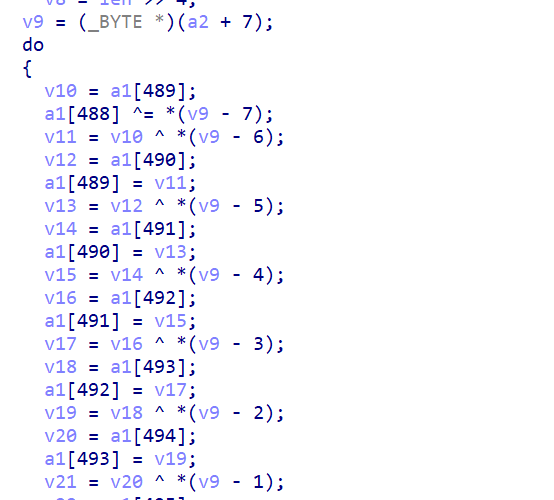 v8 = len >> 4;
v9 = (_BYTE *)(a2 + 7);
do
{
v10 = a1[489];
a1[488] ^= *(v9 - 7);
v11 = v10 ^ *(v9 - 6);
v12 = a1[490];
a1[489] = v11;
v13 = v12 ^ *(v9 - 5);
v14 = a1[491];
a1[490] = v13;
v15 = v14 ^ *(v9 - 4);
v16 = a1[492];
a1[491] = v15;
v17 = v16 ^ *(v9 - 3);
v18 = a1[493];
a1[492] = v17;
v19 = v18 ^ *(v9 - 2);
v20 = a1[494];
a1[493] = v19;
v21 = v20 ^ *(v9 - 1);